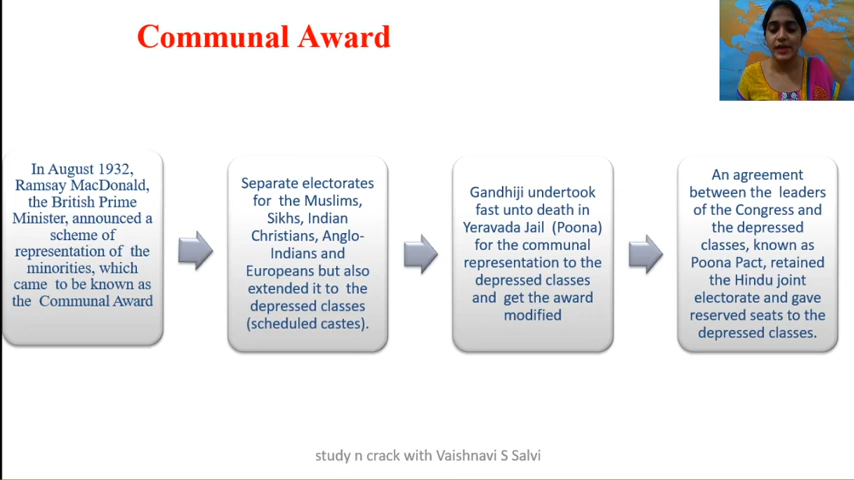 Communal Award
In August 1932,
Ramsay MacDonald,
the British Prime
Minister, announced a
scheme of
representation of the
minorities, which
came to be known as
the Communal Award
Separate electorates
for the Muslims,
Sikhs, Indian
Christians, Anglo-
Indians and
Europeans but also
extended it to the
depressed classes
(scheduled castes).
Gandhiji undertook
fast unto death in
Yeravada Jail (Poona)
for the communal
representation to the
depressed classes
and get the award
modified
An agreement
between the leaders
of the Congress and
the depressed
classes, known as
Poona Pact, retained
the Hindu joint
electorate and gave
reserved seats to the
depressed classes.
study n crack with Vaishnavi S Salvi